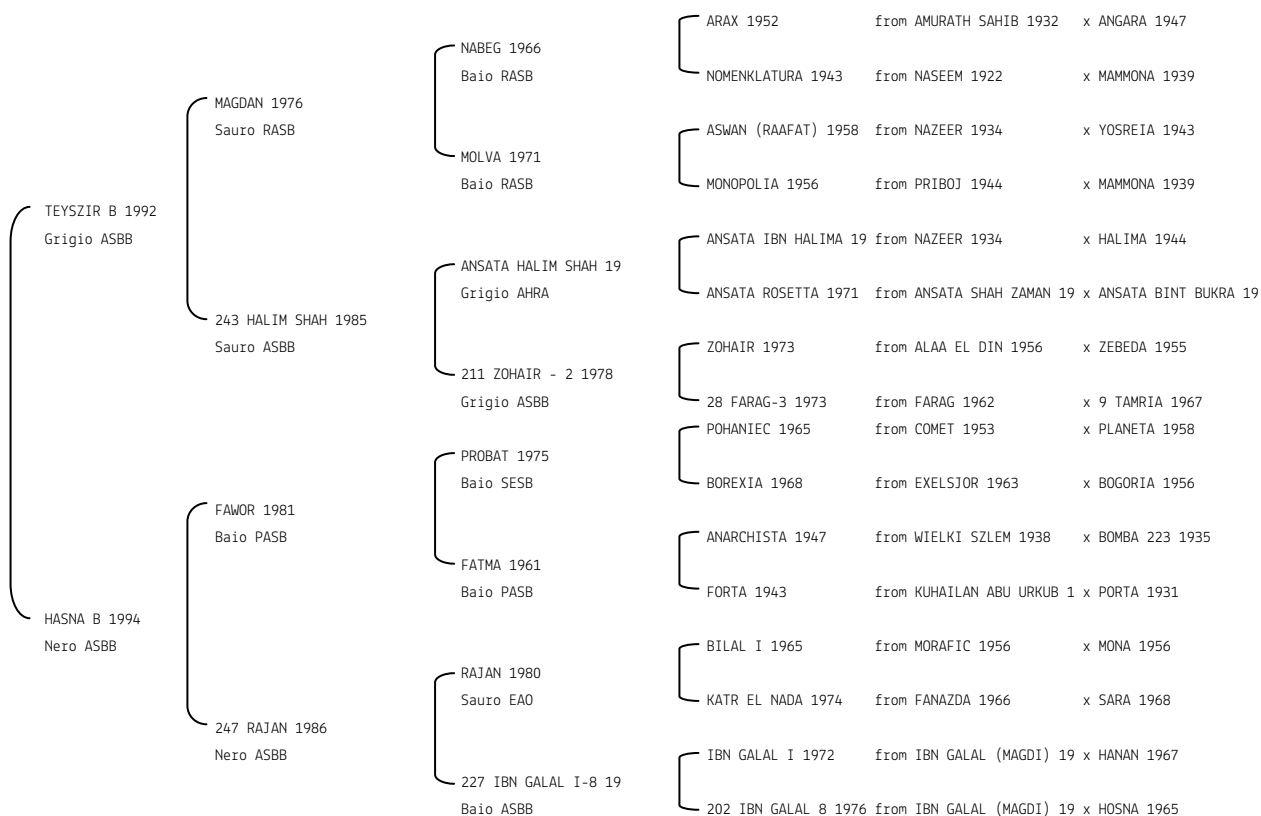 ARAX 1952 from AMURATH SAHIB 1932 x ANGARA 1947
NABEG 1966
Baio RASB
NOMENKLATURA 1943 from NASEEM 1922 x MAMMONA 1939
MAGDAN 1976
Sauro RASB
ASWAN (RAAFAT) 1958 from NAZEER 1934 x YOSREIA 1943
MOLVA 1971
Baio RASB
MONOPOLIA 1956 from PRIBOJ 1944 x MAMMONA 1939
TEYSZIR B 1992
Grigio ASBB
ANSATA IBN HALIMA 19 from NAZEER 1934 x HALIMA 1944
ANSATA HALIM SHAH 19
Grigio AHRA
ANSATA ROSETTA 1971 from ANSATA SHAH ZAMAN 19 x ANSATA BINT BUKRA 19
243 HALIM SHAH 1985
Sauro ASBB
ZOHAIR 1973 from ALAA EL DIN 1956 x ZEBEDA 1955
211 ZOHAIR - 2 1978
Grigio ASBB
28 FARAG-3 1973 from FARAG 1962 x 9 TAMRIA 1967
POHANIEC 1965 from COMET 1953 x PLANETA 1958
PROBAT 1975
Baio SESB
BOREXIA 1968 from EXELSJOR 1963 x BOGORIA 1956
FAWOR 1981
Baio PASB
ANARCHISTA 1947 from WIELKI SZLEM 1938 x BOMBA 223 1935
FATMA 1961
Baio PASB
FORTA 1943 from KUHAILAN ABU URKUB 1 x PORTA 1931
HASNA B 1994
Nero ASBB
BILAL I 1965 from MORAFIC 1956 x MONA 1956
RAJAN 1980
Sauro EAO
KATR EL NADA 1974 from FANAZDA 1966 x SARA 1968
247 RAJAN 1986
Nero ASBB
IBN GALAL I 1972 from IBN GALAL (MAGDI) 19 x HANAN 1967
227 IBN GALAL I-8 19
Baio ASBB
202 IBN GALAL 8 1976 from IBN GALAL (MAGDI) 19 x HOSNA 1965